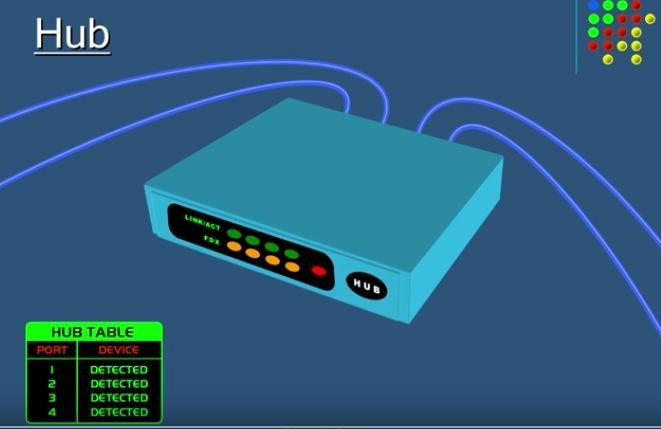 Hub
LINK/ACT
FDX
HUB
HUB TABLE
PORT DEVICE
1 DETECTED
2 DETECTED
3 DETECTED
4 DETECTED